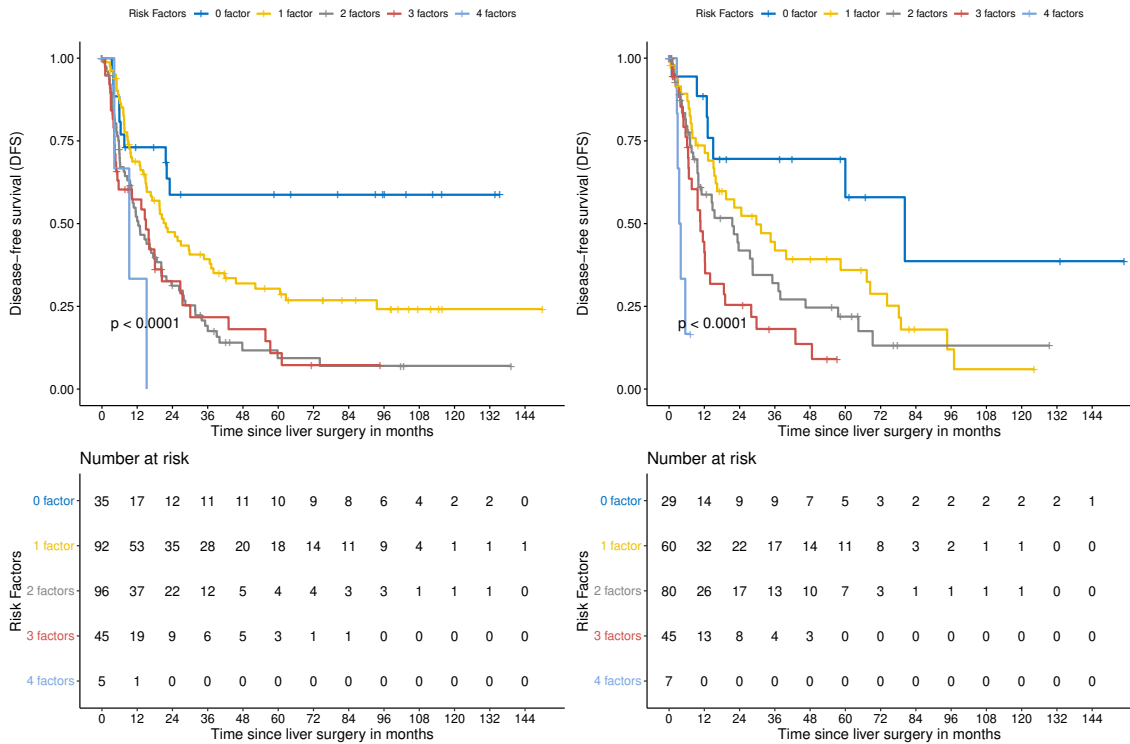 Risk Factors 0 factor 1 factor 2 factors 3 factors 4 factors
Disease-free survival (DFS)
1.00
0.75
0.50
0.25
0.00
p < 0.0001
0 12 24 36 48 60 72 84 96 108 120 132 144
Time since liver surgery in months
Number at risk
Risk Factors
0 factor 35 17 12 11 11 10 9 8 6 4 2 2 0
1 factor 92 53 35 28 20 18 14 11 9 4 1 1 1
2 factors 96 37 22 12 5 4 4 3 3 1 1 1 0
3 factors 45 19 9 6 5 3 1 1 0 0 0 0 0
4 factors 5 1 0 0 0 0 0 0 0 0 0 0 0
0 12 24 36 48 60 72 84 96 108 120 132 144
Time since liver surgery in months
Risk Factors 0 factor 1 factor 2 factors 3 factors 4 factors
Disease-free survival (DFS)
1.00
0.75
0.50
0.25
0.00
p < 0.0001
0 12 24 36 48 60 72 84 96 108 120 132 144
Time since liver surgery in months
Number at risk
Risk Factors
0 factor 29 14 9 9 7 5 3 2 2 2 2 2 1
1 factor 60 32 22 17 14 11 8 3 2 1 1 0 0
2 factors 80 26 17 13 10 7 3 1 1 1 1 0 0
3 factors 45 13 8 4 3 0 0 0 0 0 0 0 0
4 factors 7 0 0 0 0 0 0 0 0 0 0 0 0
0 12 24 36 48 60 72 84 96 108 120 132 144
Time since liver surgery in months